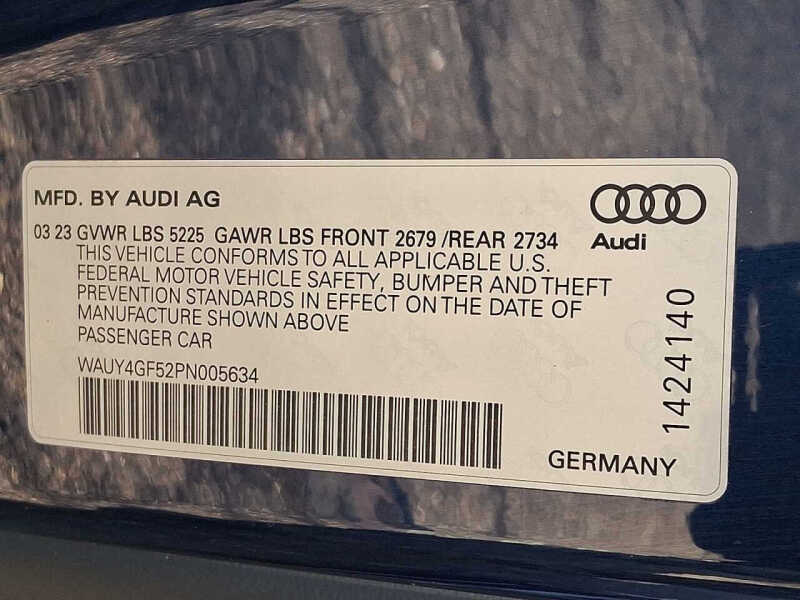 MFD. BY AUDI AG
03 23 GVWR LBS 5225 GAWR LBS FRONT 2679 /REAR 2734
THIS VEHICLE CONFORMS TO ALL APPLICABLE U.S.
FEDERAL MOTOR VEHICLE SAFETY, BUMPER AND THEFT
PREVENTION STANDARDS IN EFFECT ON THE DATE OF
MANUFACTURE SHOWN ABOVE
PASSENGER CAR
WAUY4GF52PN005634
Audi
1424140
GERMANY